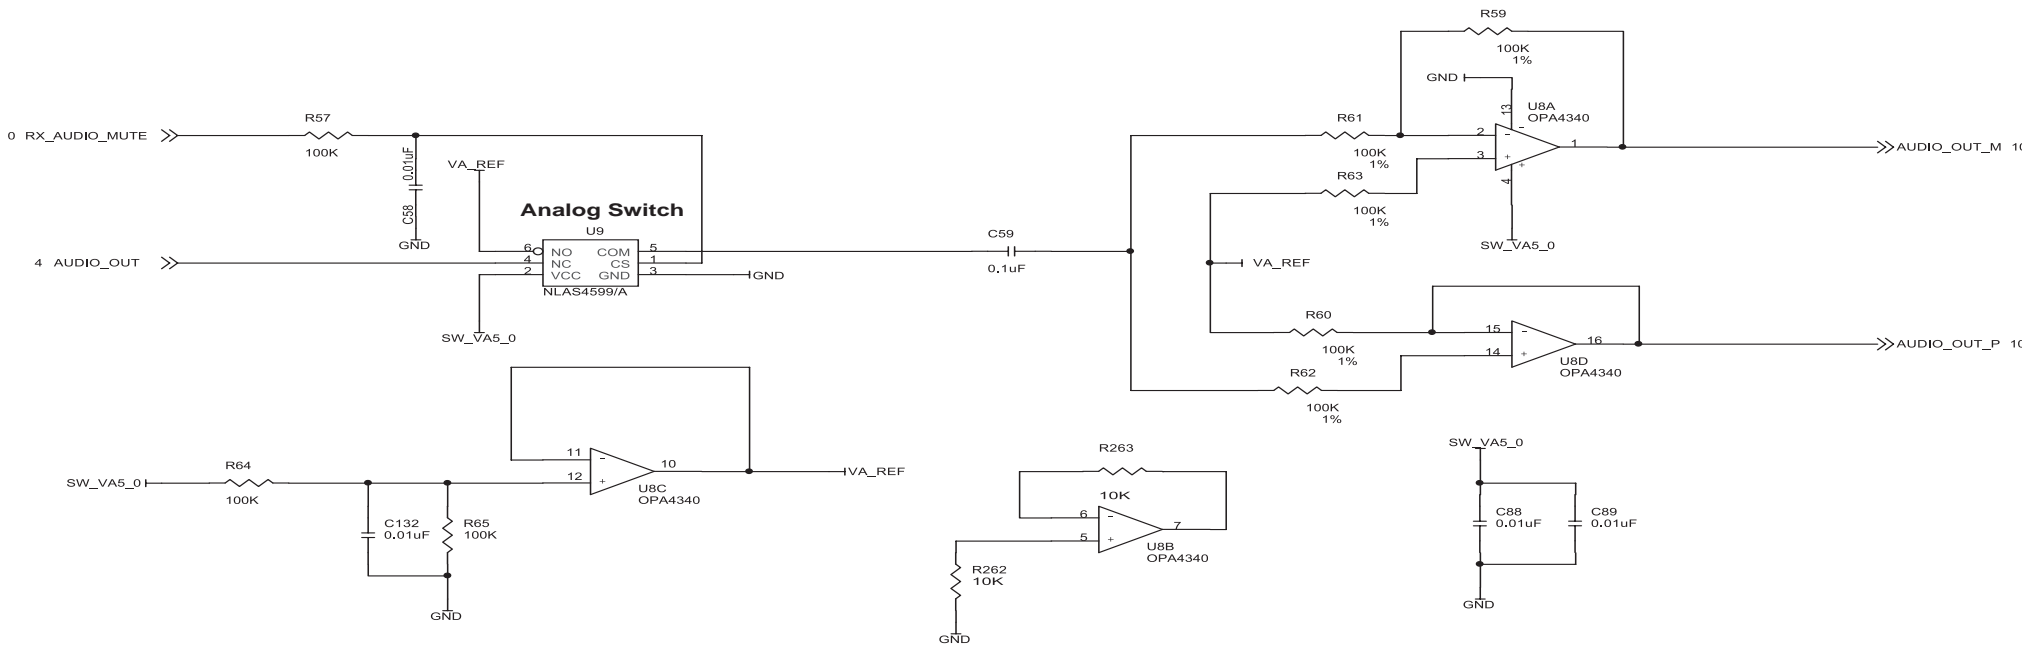 R59
100K
1%
GND
13
U8A
OPA4340
R57
R61
0 RX_AUDIO_MUTE
2
-
-
1
AUDIO_OUT_M 10
100K
0.01uF
VA_REF
100K
1%
3
+
+
R63
4
C58
Analog Switch
100K
1%
GND
U9
C59
SW_VA5_0
6
NO
COM
5
4 AUDIO_OUT
4
NC
CS
1
VA_REF
2
VCC
GND
3
GND
0.1uF
NLAS4599/A
R60
SW_VA5_0
15
-
16
AUDIO_OUT_P 10
100K
1%
14
+
U8D
OPA4340
R62
100K
1%
11
-
10
VA_REF
R64
12
+
SW_VA5_0
U8C
OPA4340
100K
R263
SW_VA5_0
10K
C132
0.01uF
R65
100K
6
-
7
5
+
U8B
OPA4340
C88
0.01uF
C89
0.01uF
R262
10K
GND
GND
GND